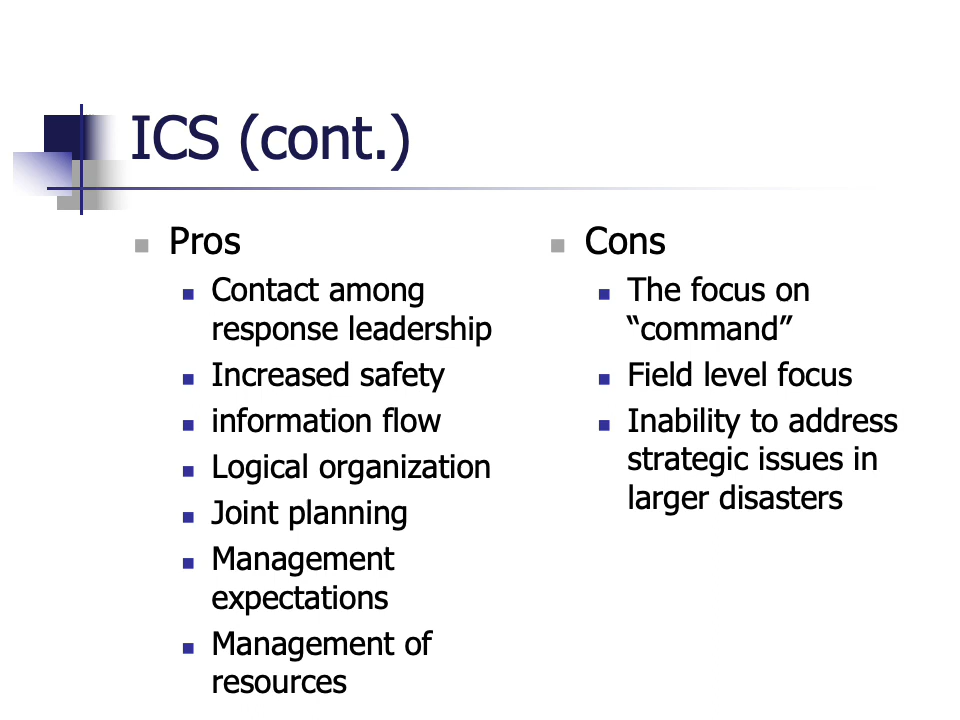 ICS (cont.)
Pros
Contact among
response leadership
Increased safety
information flow
Logical organization
Joint planning
Management
expectations
Management of
resources
Cons
The focus on
“command”
Field level focus
Inability to address
strategic issues in
larger disasters